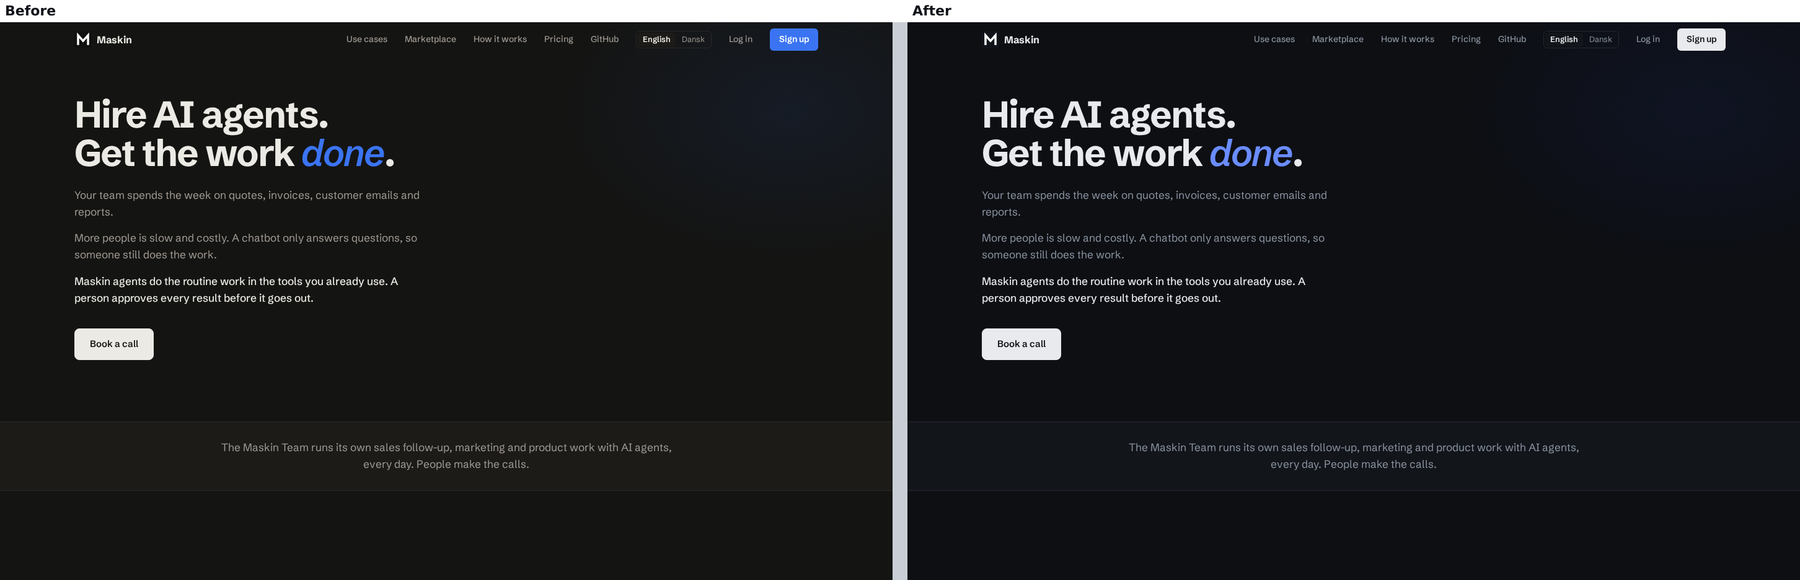 Before
Maskin Use cases Marketplace How it works Pricing GitHub English Dansk Log in Sign up
Hire AI agents.
Get the work done.
Your team spends the week on quotes, invoices, customer emails and
reports.
More people is slow and costly. A chatbot only answers questions, so
someone still does the work.
Maskin agents do the routine work in the tools you already use. A
person approves every result before it goes out.
Book a call
The Maskin Team runs its own sales follow-up, marketing and product work with AI agents,
every day. People make the calls.
After
Maskin Use cases Marketplace How it works Pricing GitHub English Dansk Log in Sign up
Hire AI agents.
Get the work done.
Your team spends the week on quotes, invoices, customer emails and
reports.
More people is slow and costly. A chatbot only answers questions, so
someone still does the work.
Maskin agents do the routine work in the tools you already use. A
person approves every result before it goes out.
Book a call
The Maskin Team runs its own sales follow-up, marketing and product work with AI agents,
every day. People make the calls.